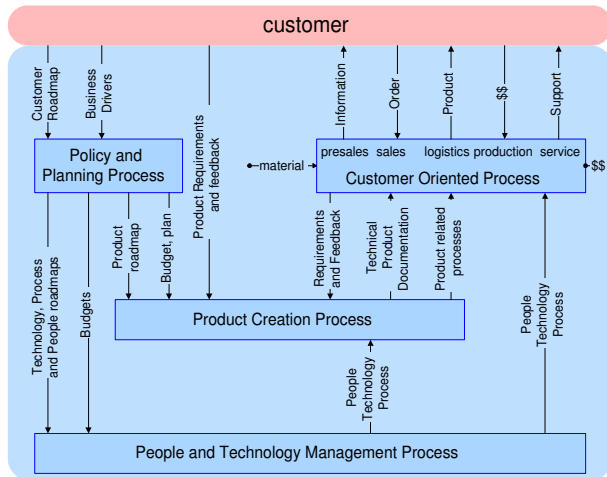 customer
Customer
Roadmap
Business
Drivers
Product Requirements
and feedback
Information
Order
Product
$$
Support
Policy and
Planning Process
presales sales logistics production service
Customer Oriented Process
material
$$
Technology, Process
and People roadmaps
Budgets
Product
roadmap
Budget, plan
Requirements
and Feedback
Technical
Product
Documentation
Product related
processes
People
Technology
Process
Product Creation Process
People
Technology
Process
People and Technology Management Process